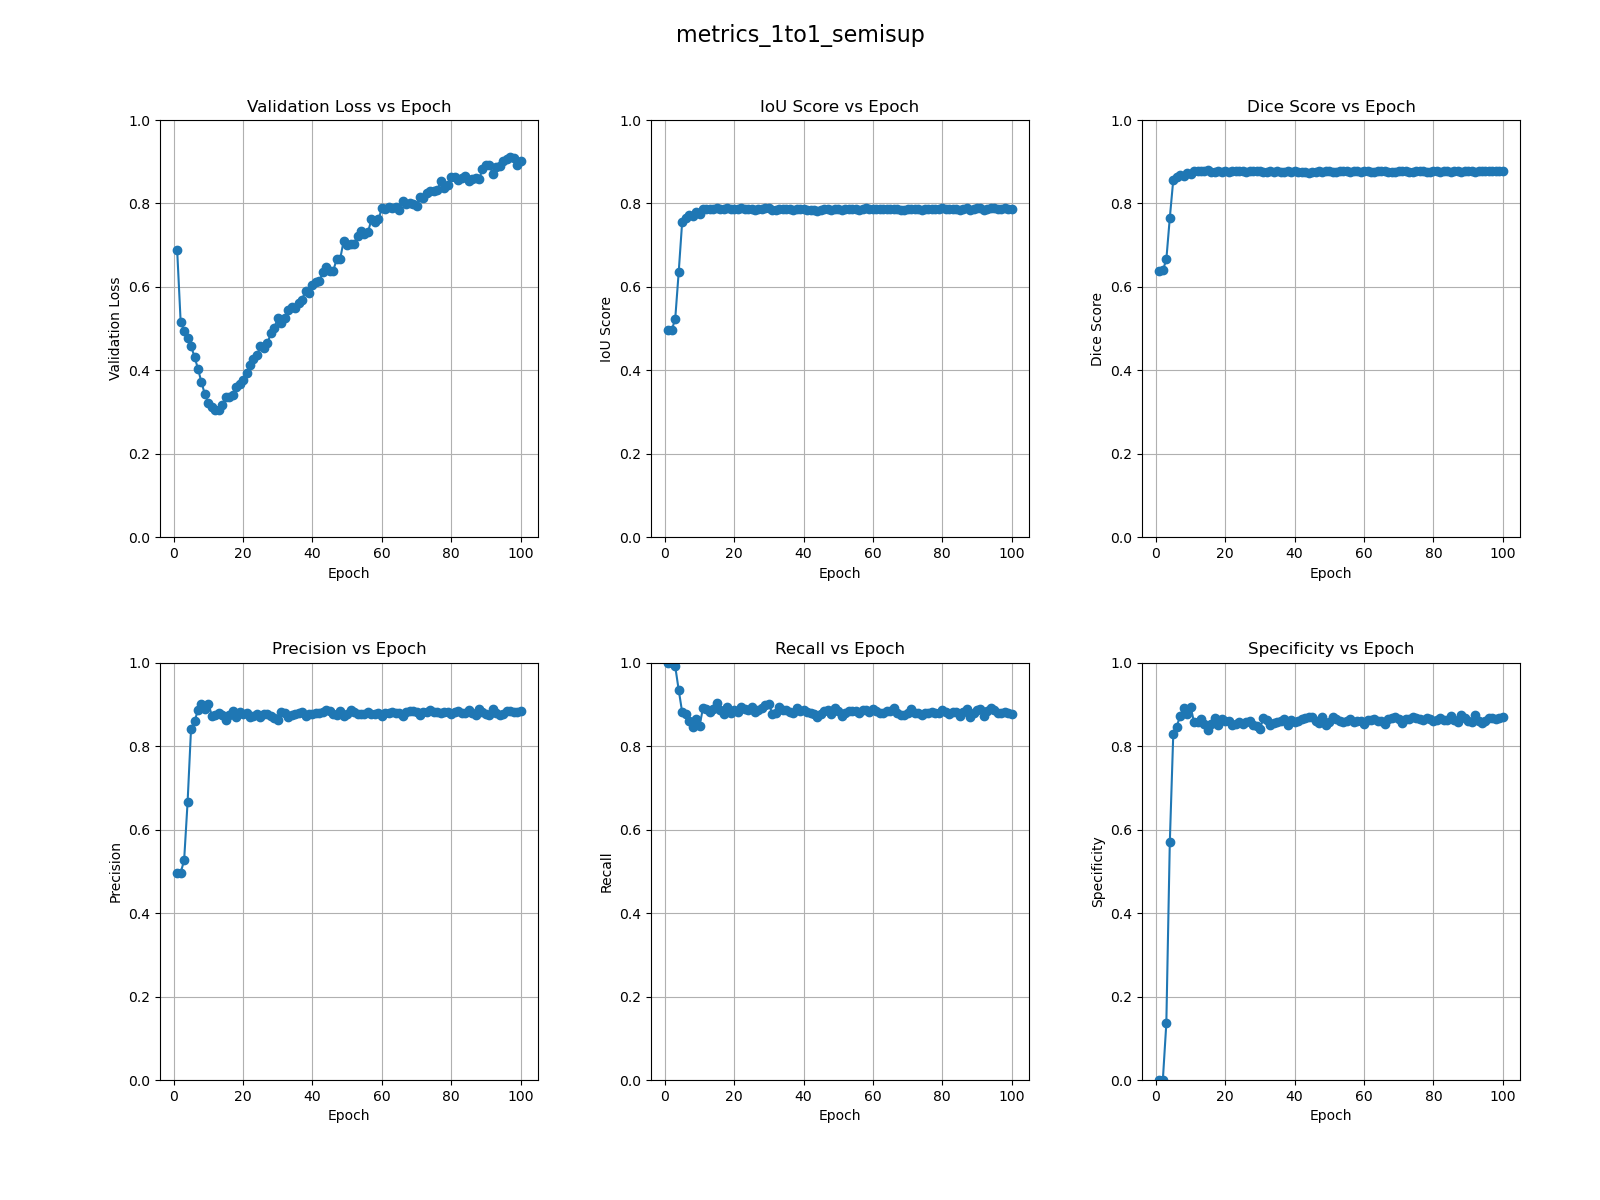 metrics_1to1_semisup
Validation Loss vs Epoch
1.0
0.8
0.6
0.4
0.2
0.0
Validation Loss
0 20 40 60 80 100
Epoch
IoU Score vs Epoch
1.0
0.8
0.6
0.4
0.2
0.0
IoU Score
0 20 40 60 80 100
Epoch
Dice Score vs Epoch
1.0
0.8
0.6
0.4
0.2
0.0
Dice Score
0 20 40 60 80 100
Epoch
Precision vs Epoch
1.0
0.8
0.6
0.4
0.2
0.0
Precision
0 20 40 60 80 100
Epoch
Recall vs Epoch
1.0
0.8
0.6
0.4
0.2
0.0
Recall
0 20 40 60 80 100
Epoch
Specificity vs Epoch
1.0
0.8
0.6
0.4
0.2
0.0
Specificity
0 20 40 60 80 100
Epoch